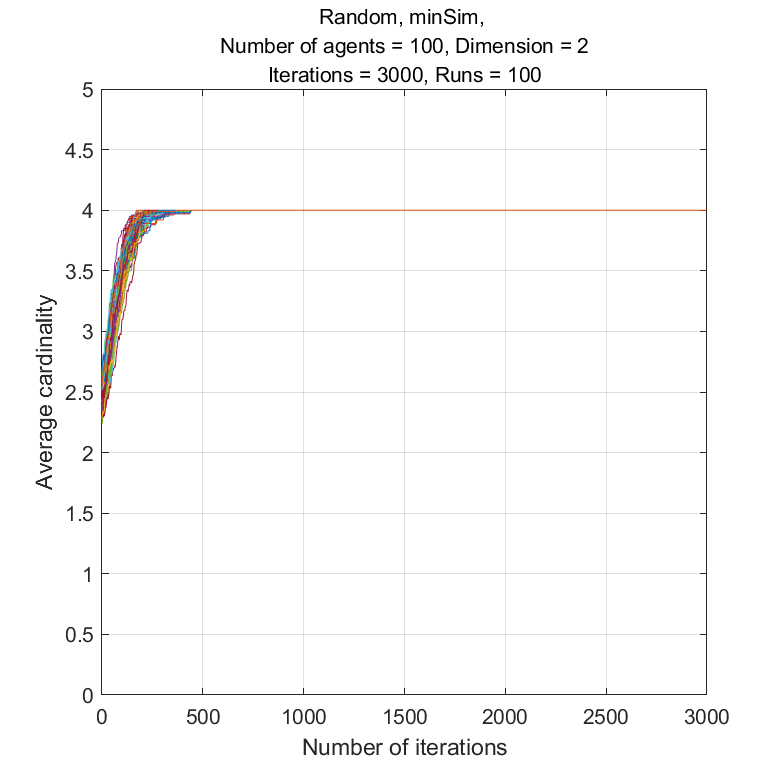 Random, minSim,
Number of agents = 100, Dimension = 2
Iterations = 3000, Runs = 100
5
4.5
4
3.5
3
2.5
2
1.5
1
0.5
0
Average cardinality
0 500 1000 1500 2000 2500 3000
Number of iterations